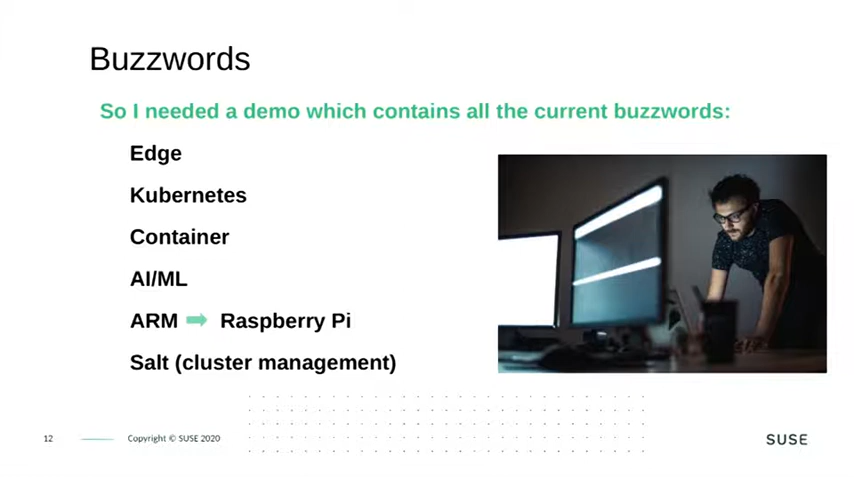 Buzzwords
So I needed a demo which contains all the current buzzwords:
Edge
Kubernetes
Container
AI/ML
ARM ➡ Raspberry Pi
Salt (cluster management)
12
Copyright © SUSE 2020
SUSE